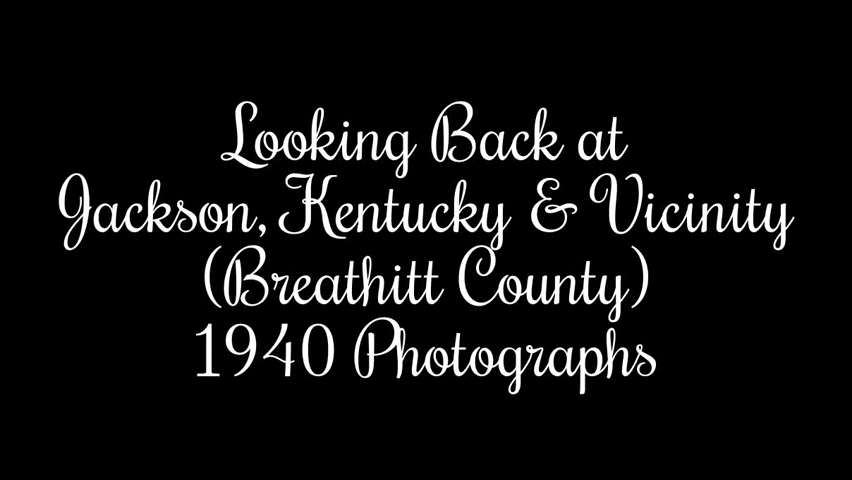 Looking Back at
Jackson, Kentucky & Vicinity
(Breathitt County)
1940 Photographs